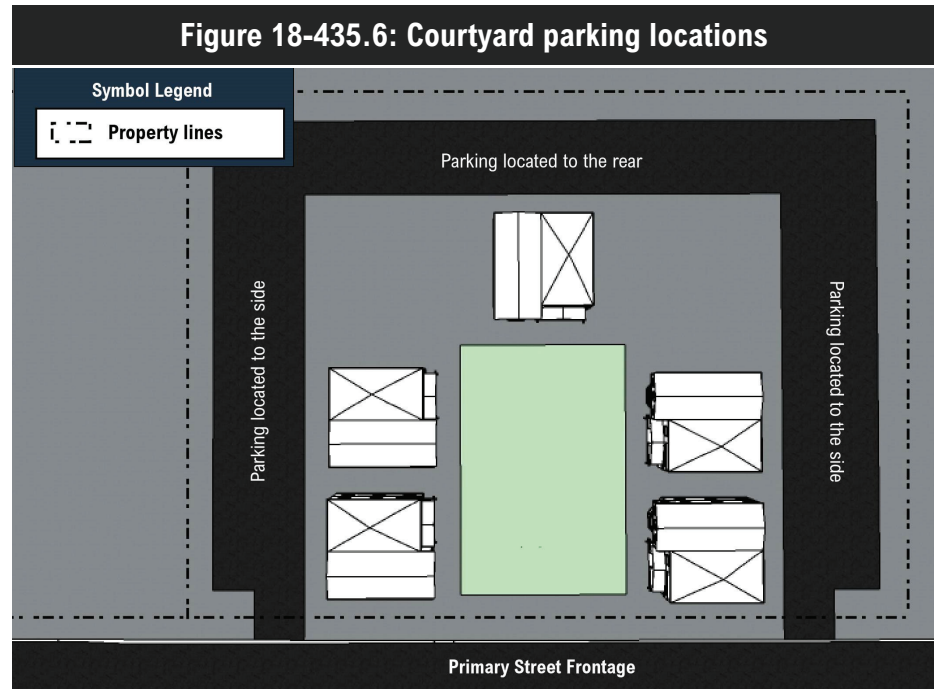 Figure 18-435.6: Courtyard parking locations
Symbol Legend
Property lines
Parking located to the rear
Parking located to the side
Parking located to the side
Primary Street Frontage